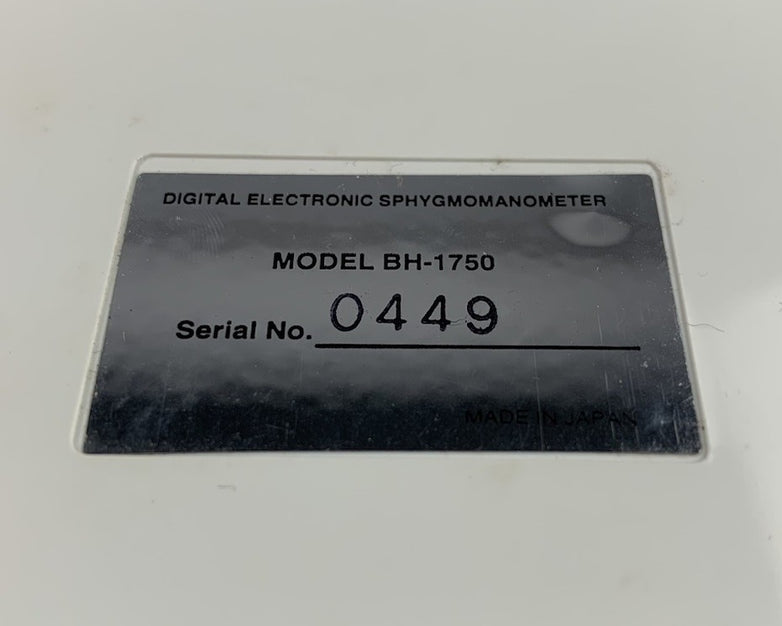 DIGITAL ELECTRONIC SPHYGMOMANOMETER
MODEL BH-1750
Serial No. 0449
MADE IN JAPAN